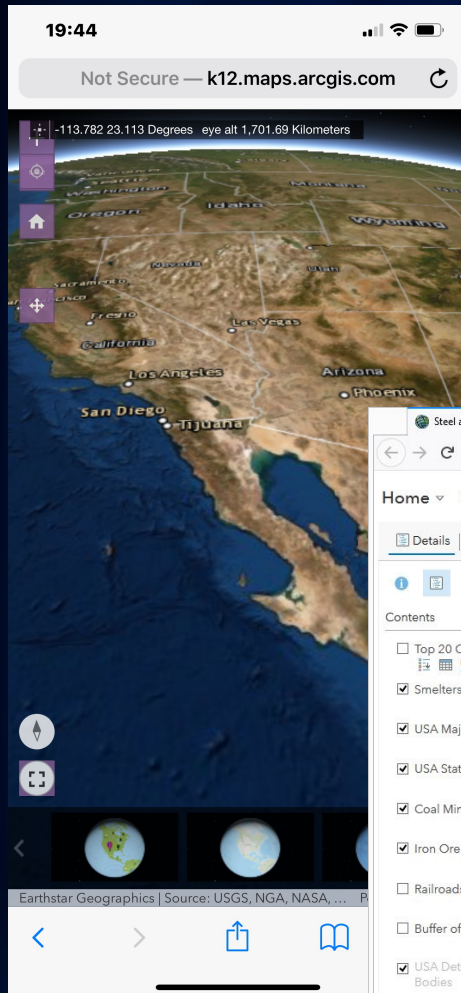 19:44
Not Secure — k12.maps.arcgis.com
-113.782 23.113 Degrees eye alt 1,701.69 Kilometers
Washington
Montana
Oregon
Idaho
Wyoming
Nevada
Utah
Sacramento
Fresno
Las Vegas
California
Los Angeles
Arizona
Phoenix
San Diego
Tijuana
Steel a
Home
Details
Contents
Top 20 C
Smelters
USA Maj
USA Stat
Coal Min
Iron Ore
Railroads
Buffer of
USA Det
Bodies
Earthstar Geographics | Source: USGS, NGA, NASA, ... P